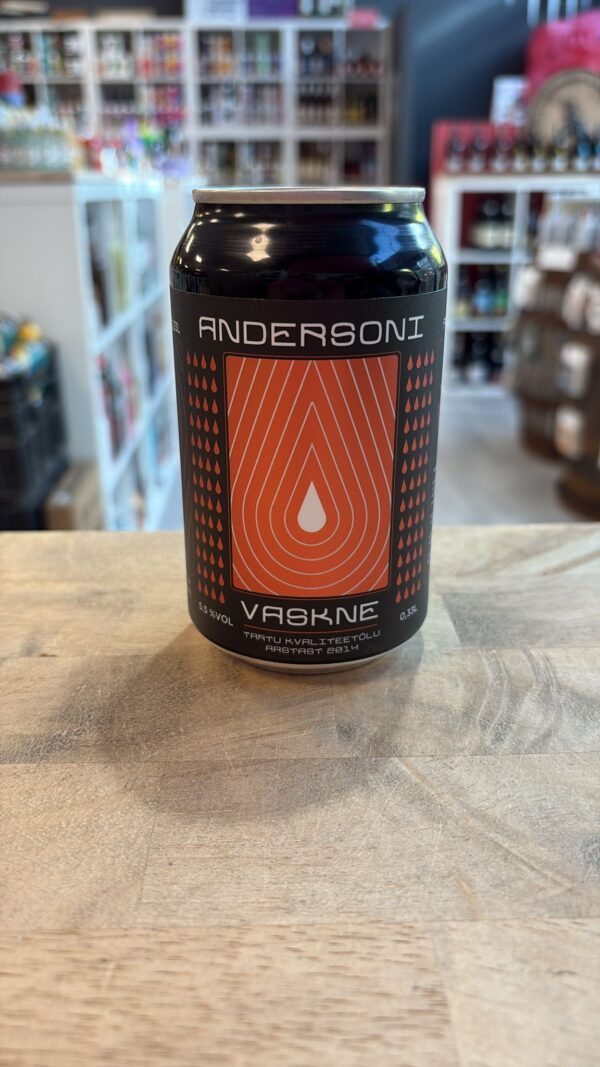 ANDERSONI
VASKNE
5,5 %VOL
0,33L
TARTU KVALITEETÕLU
AASTAST 2014